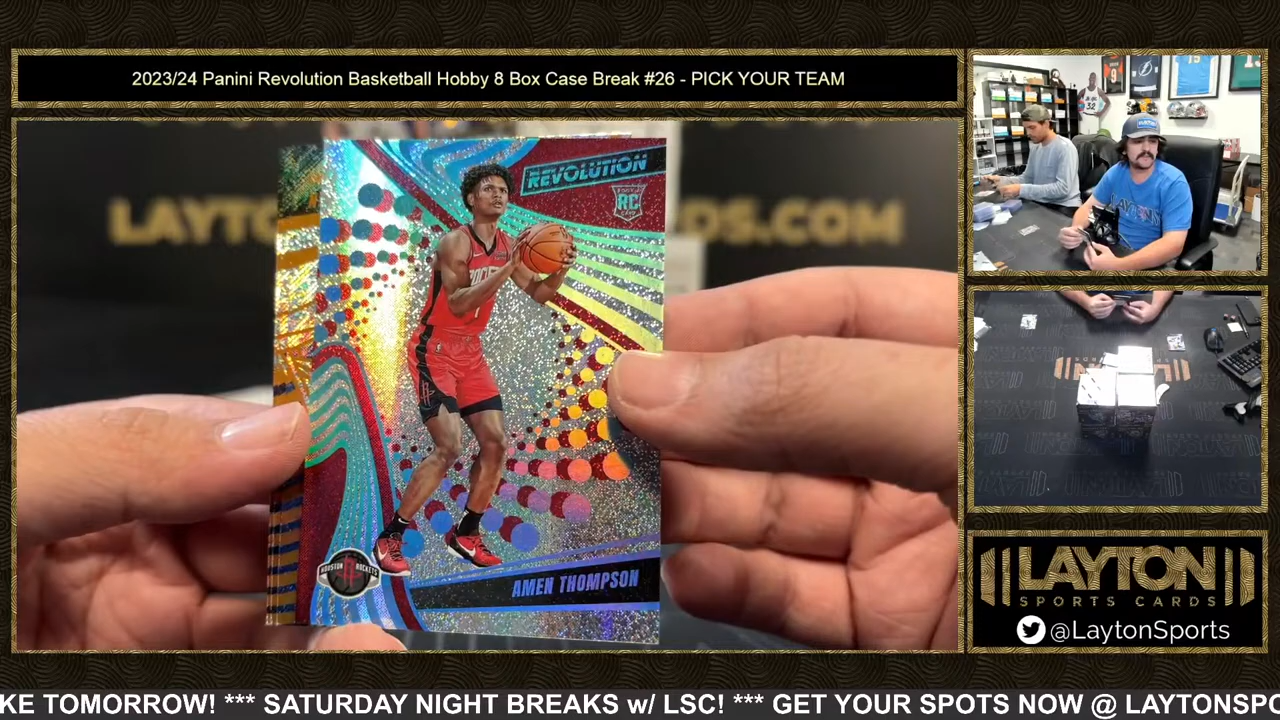 2023/24 Panini Revolution Basketball Hobby 8 Box Case Break #26 - PICK YOUR TEAM
REVOLUTION
RC
HOUSTON ROCKETS
AMEN THOMPSON
LAYTON
SPORTS CARDS
@LaytonSports
KE TOMORROW! *** SATURDAY NIGHT BREAKS w/ LSC! *** GET YOUR SPOTS NOW @ LAYTONSPO